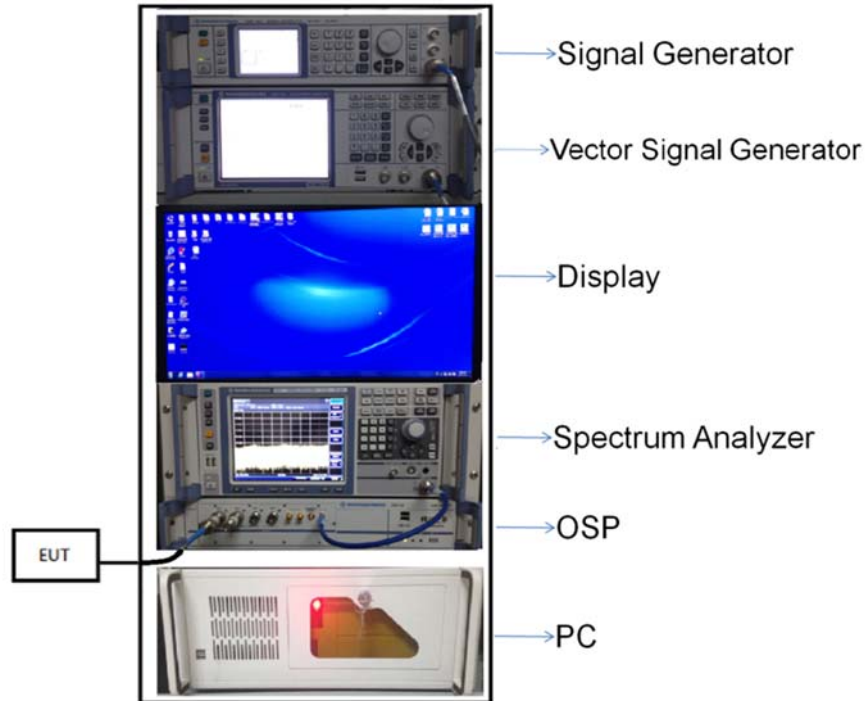 Signal Generator
Vector Signal Generator
Display
Spectrum Analyzer
OSP
EUT
PC